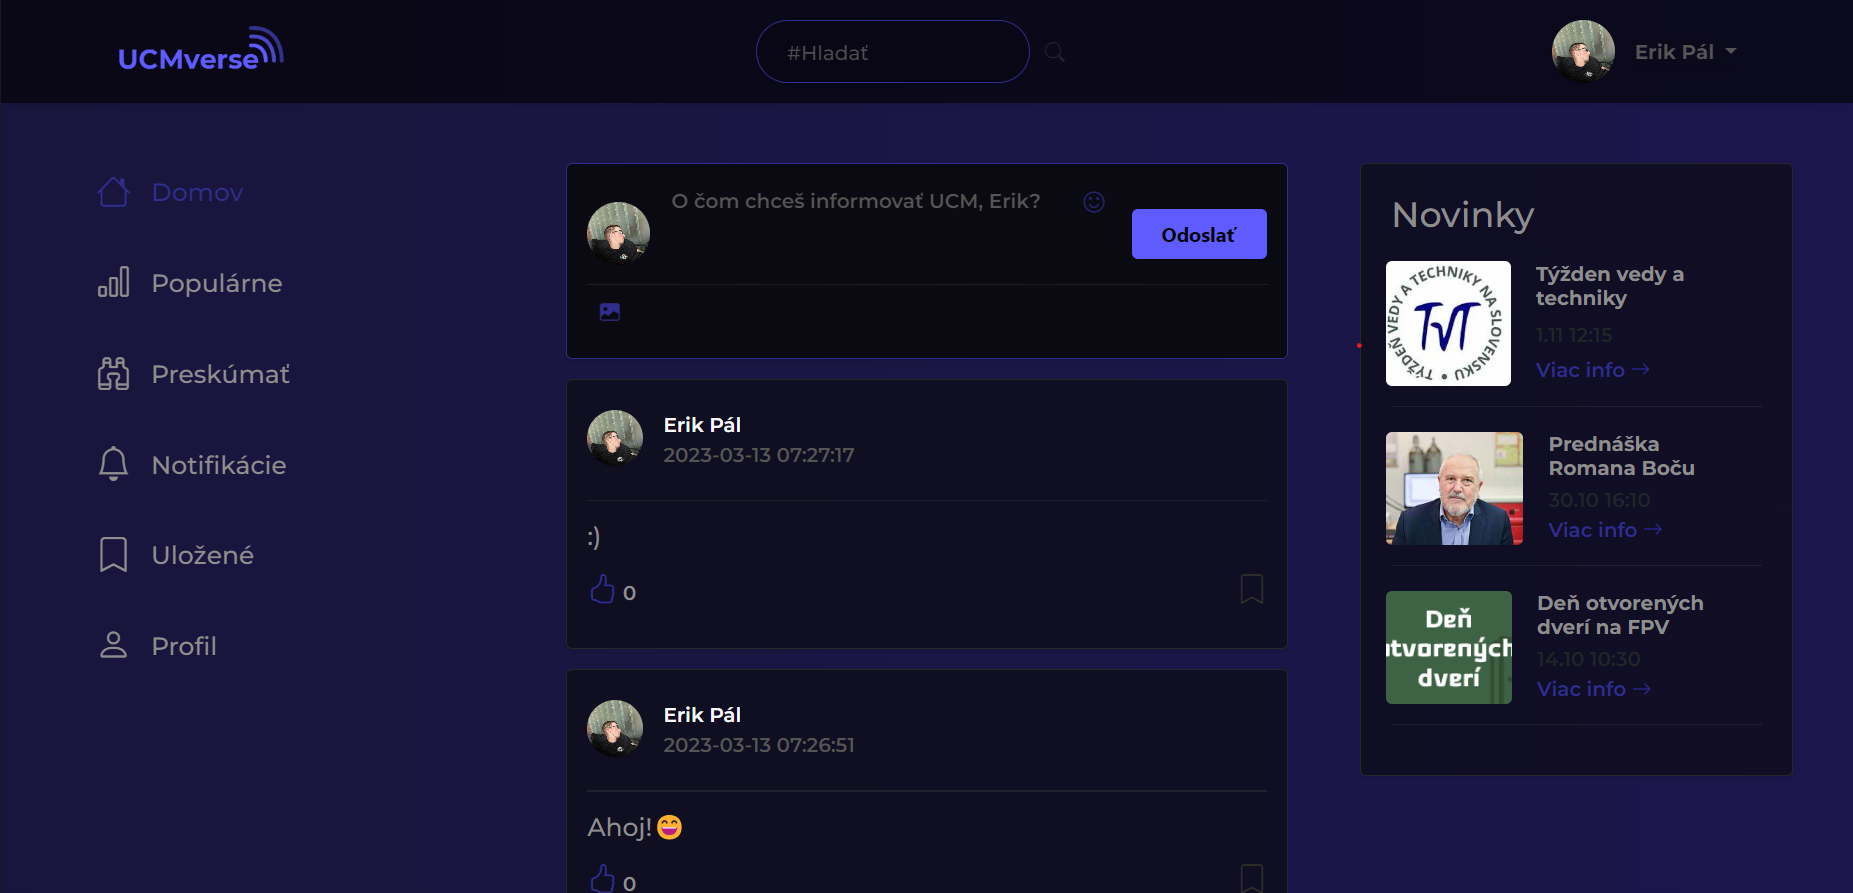 UCMverse
#Hladať
Erik Pál
Domov
Populárne
Preskúmať
Notifikácie
Uložené
Profil
O čom chceš informovať UCM, Erik?
Odoslať
Erik Pál
2023-03-13 07:27:17
:)
0
Erik Pál
2023-03-13 07:26:51
Ahoj!😄
0
Novinky
TÝŽDEŇ VEDY A TECHNIKY NA SLOVENSKU •
TVT
Týžden vedy a
techniky
1.11 12:15
Viac info →
Prednáška
Romana Boču
30.10 16:10
Viac info →
Deň
otvorených
dverí
Deň otvorených
dverí na FPV
14.10 10:30
Viac info →